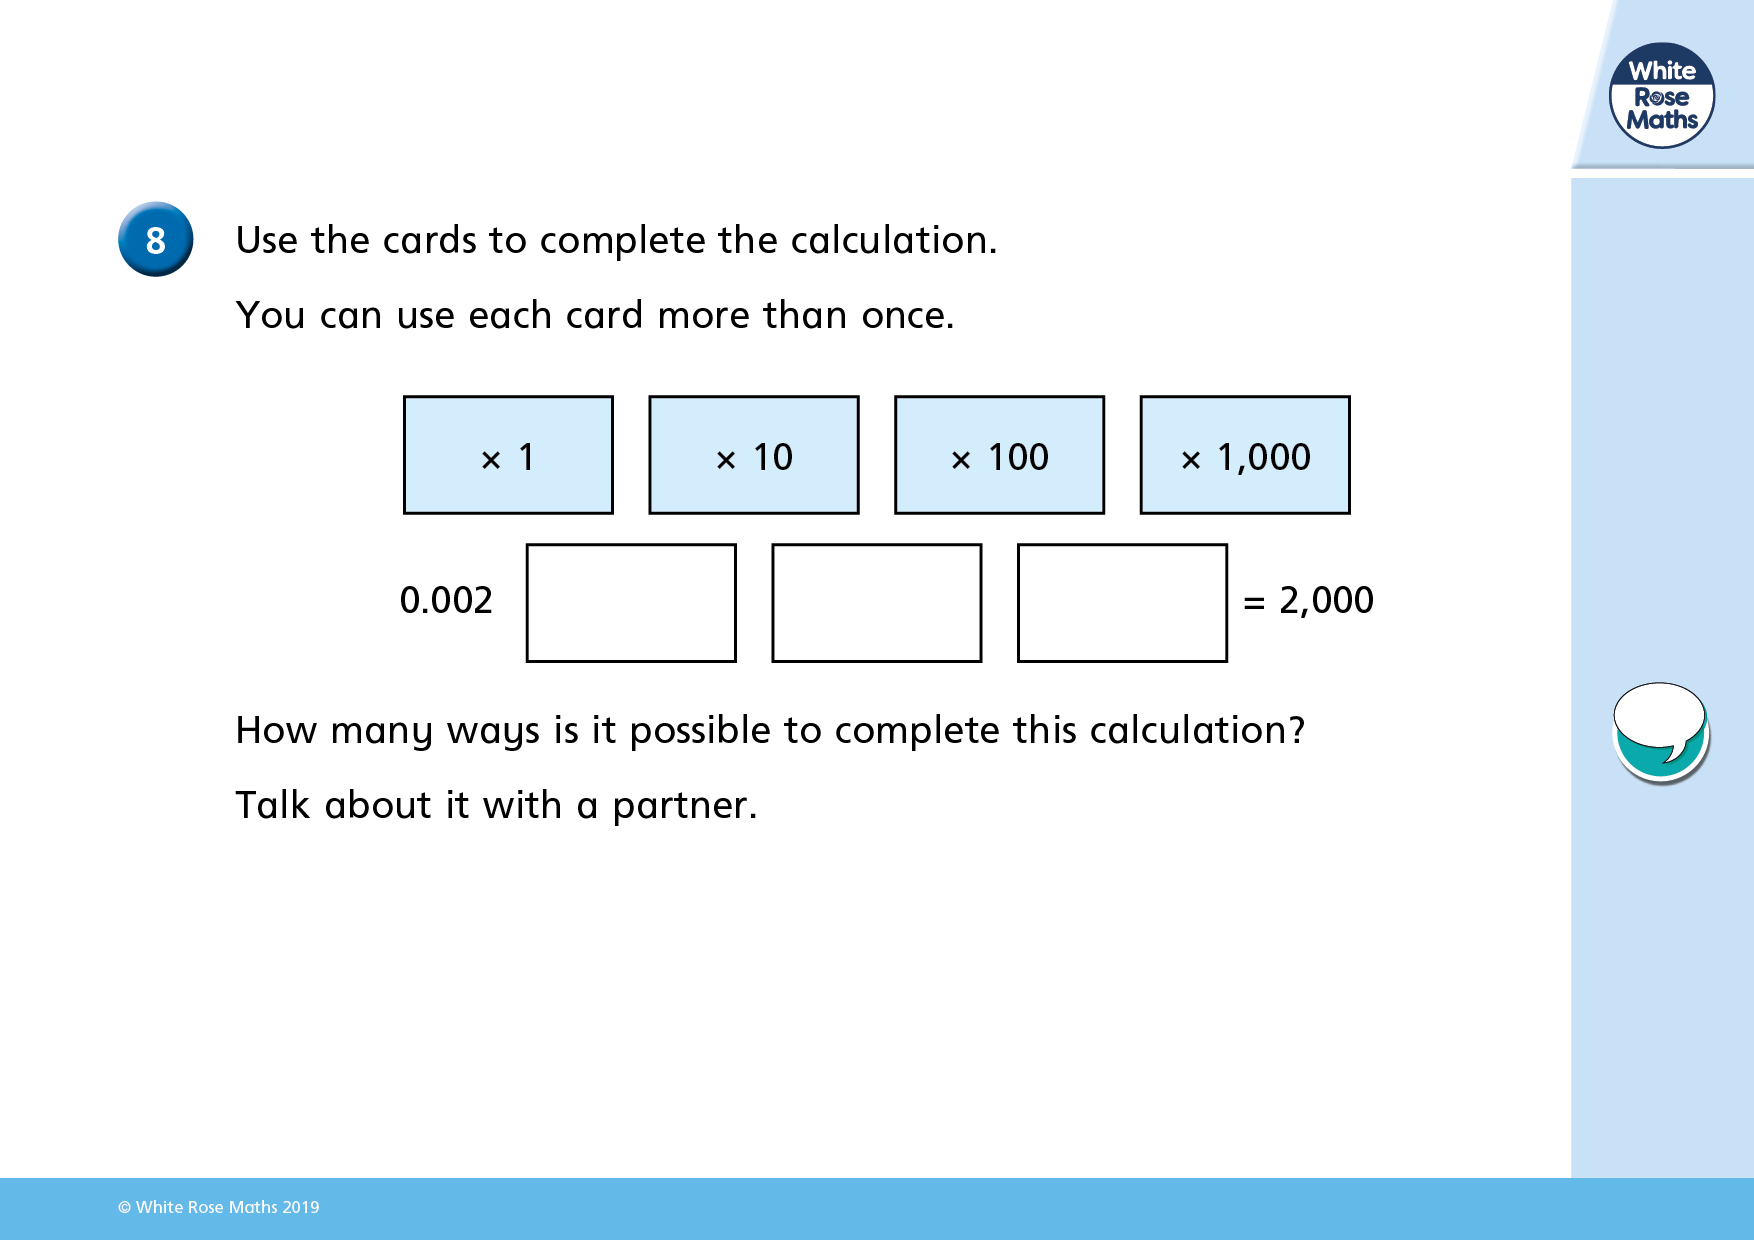 White
Rose
Maths
8 Use the cards to complete the calculation.
You can use each card more than once.
× 1 × 10 × 100 × 1,000
0.002 = 2,000
How many ways is it possible to complete this calculation?
Talk about it with a partner.
© White Rose Maths 2019